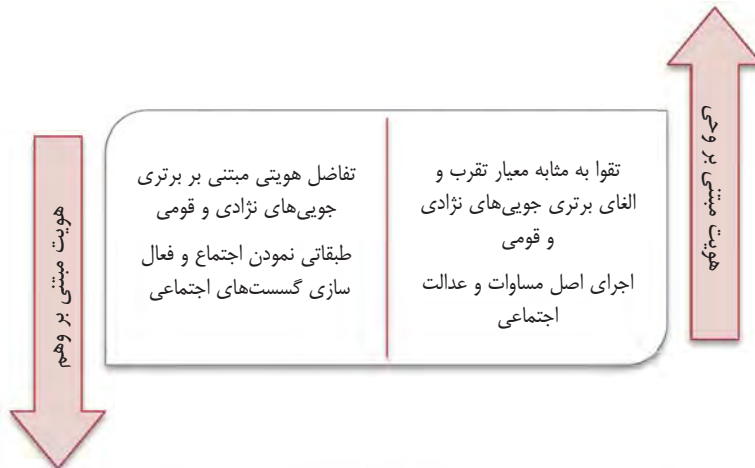 هویت مبتنی بر وحی
تقوا به مثابه معیار تقرب و
الغای برتری جویی‌های نژادی
و قومی
اجرای اصل مساوات و عدالت
اجتماعی
تفاضل هویتی مبتنی بر برتری
جویی‌های نژادی و قومی
طبقاتی نمودن اجتماع و فعال
سازی گسست‌های اجتماعی
هویت مبتنی بر وهم